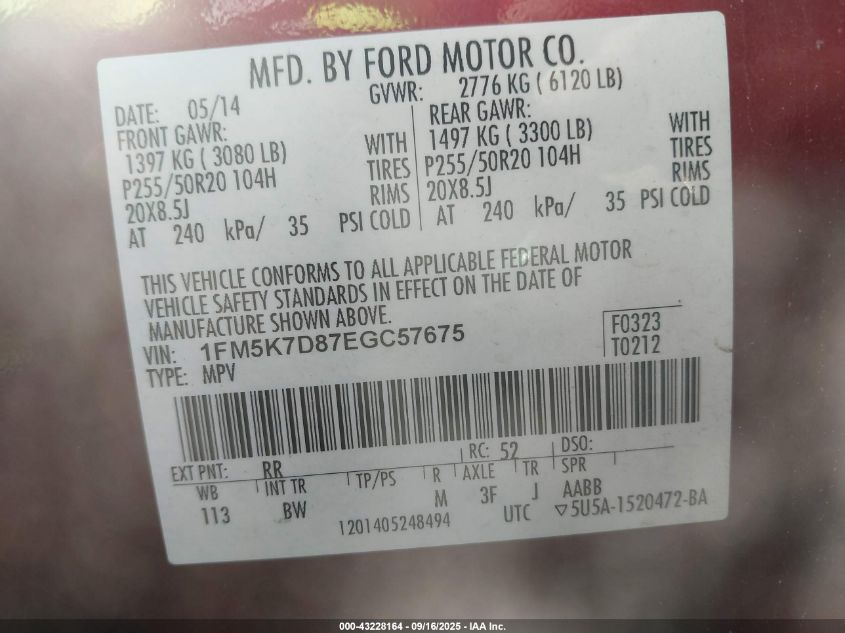 MFD. BY FORD MOTOR CO.
DATE: 05/14 GVWR: 2776 KG ( 6120 LB)
FRONT GAWR: REAR GAWR:
1397 KG ( 3080 LB) WITH 1497 KG ( 3300 LB) WITH
P255/50R20 104H TIRES P255/50R20 104H TIRES
20X8.5J RIMS 20X8.5J RIMS
AT 240 kPa/ 35 PSI COLD AT 240 kPa/ 35 PSI COLD
THIS VEHICLE CONFORMS TO ALL APPLICABLE FEDERAL MOTOR
VEHICLE SAFETY STANDARDS IN EFFECT ON THE DATE OF
MANUFACTURE SHOWN ABOVE.
VIN: 1FM5K7D87EGC57675 F0323
TYPE: MPV T0212
EXT PNT: RR RC: 52 DSO:
WB INT TR TP/PS R AXLE TR SPR
113 BW M 3F J AABB
1201405248494 UTC ▽5U5A-1520472-BA
000-43228164 - 09/16/2025 - IAA Inc.